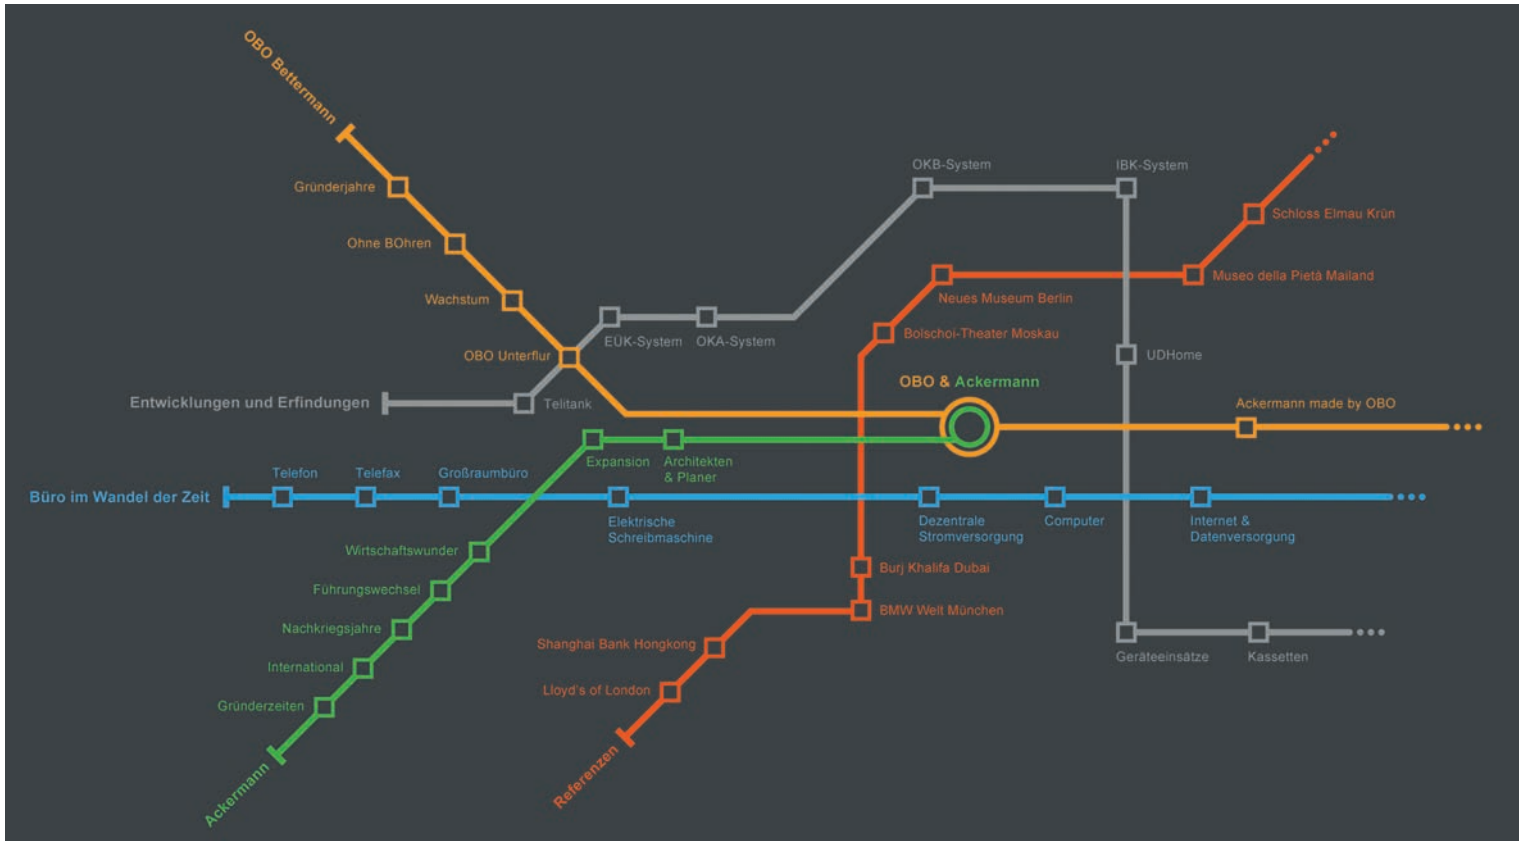 OBO Bettermann
Gründerjahre
Ohne BOhren
Wachstum
OBO Unterflur
Entwicklungen und Erfindungen
Telitank
EÜK-System
OKA-System
OKB-System
IBK-System
UDHome
Geräteeinsätze
Kassetten
Schloss Elmau Krün
Museo della Pietà Mailand
Neues Museum Berlin
Bolschoi-Theater Moskau
OBO & Ackermann
Ackermann made by OBO
Expansion
Architekten
& Planer
Büro im Wandel der Zeit
Telefon
Telefax
Großraumbüro
Elektrische
Schreibmaschine
Dezentrale
Stromversorgung
Computer
Internet &
Datenversorgung
Wirtschaftswunder
Führungswechsel
Nachkriegsjahre
International
Gründerzeiten
Ackermann
Burj Khalifa Dubai
BMW Welt München
Shanghai Bank Hongkong
Lloyd's of London
Referenzen